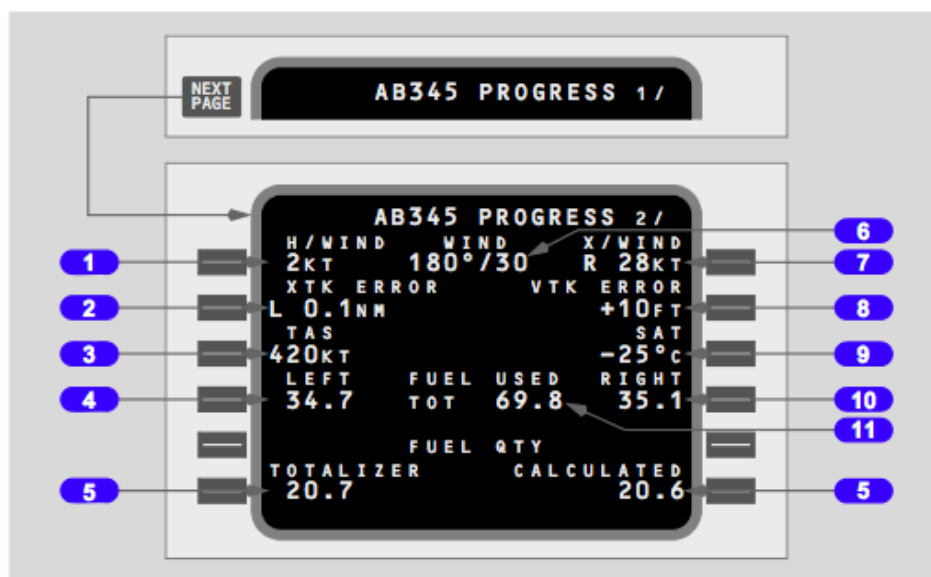 NEXT
PAGE
AB345 PROGRESS 1/
AB345 PROGRESS 2/
H/WIND WIND X/WIND
2KT 180°/30 R 28KT
XTK ERROR VTK ERROR
L 0.1NM +10FT
TAS SAT
420KT -25°C
LEFT FUEL USED RIGHT
34.7 TOT 69.8 35.1
FUEL QTY
TOTALIZER CALCULATED
20.7 20.6
1
2
3
4
5
6
7
8
9
10
11
5